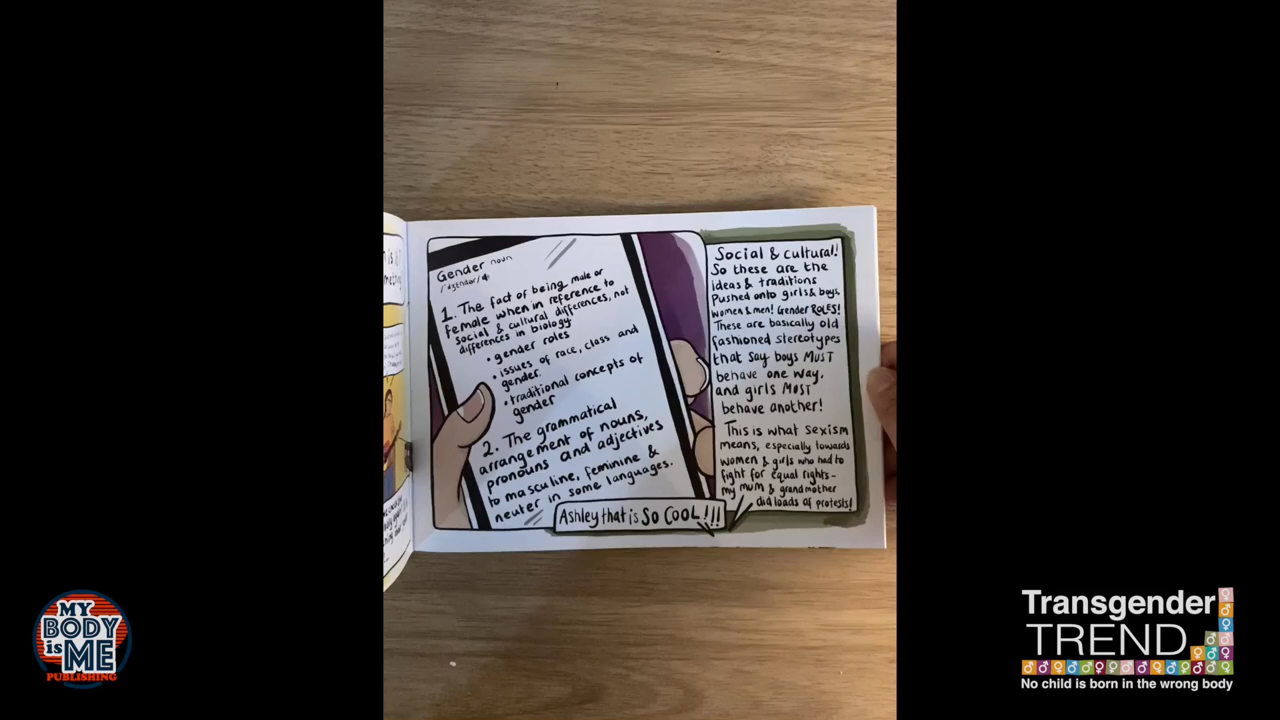 Gender noun
1. The fact of being male or
female when in reference to
social & cultural differences, not
differences in biology.
• gender roles
• issues of race, class and
gender.
• traditional concepts of
gender
2. The grammatical
arrangement of nouns,
pronouns and adjectives
to masculine, feminine &
neuter in some languages.
Ashley that is SO COOL!!!
Social & cultural!
So these are the
ideas & traditions
Pushed onto girls & boys,
women & men! Gender ROLES!
These are basically old
fashioned stereotypes
that say boys MUST
behave one way,
and girls MUST
behave another!
This is what sexism
means, especially towards
women & girls who had to
fight for equal rights -
my mum & grandmother
did loads of protests!
MY
BODY
is
ME
PUBLISHING
Transgender
TREND
No child is born in the wrong body